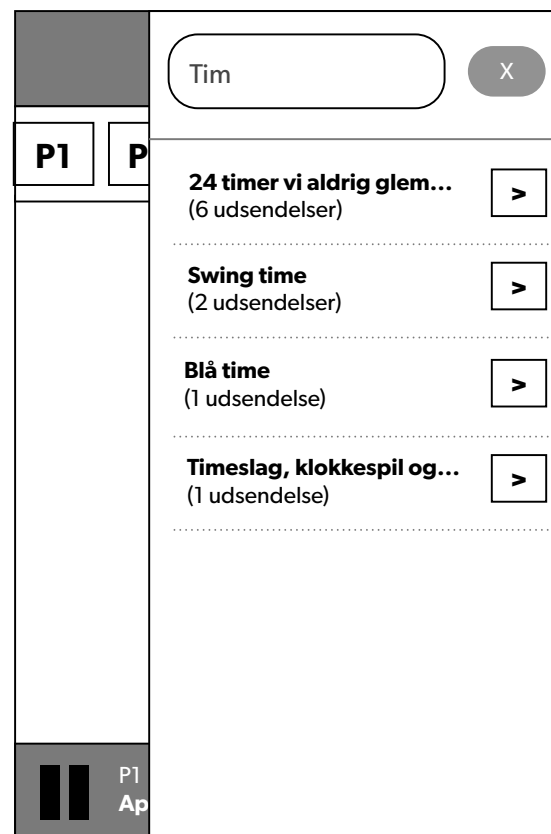 Tim
X
P1
P
24 timer vi aldrig glem...
(6 udsendelser)
>
Swing time
(2 udsendelser)
>
Blå time
(1 udsendelse)
>
Timeslag, klokkespil og...
(1 udsendelse)
>
P1
Ap